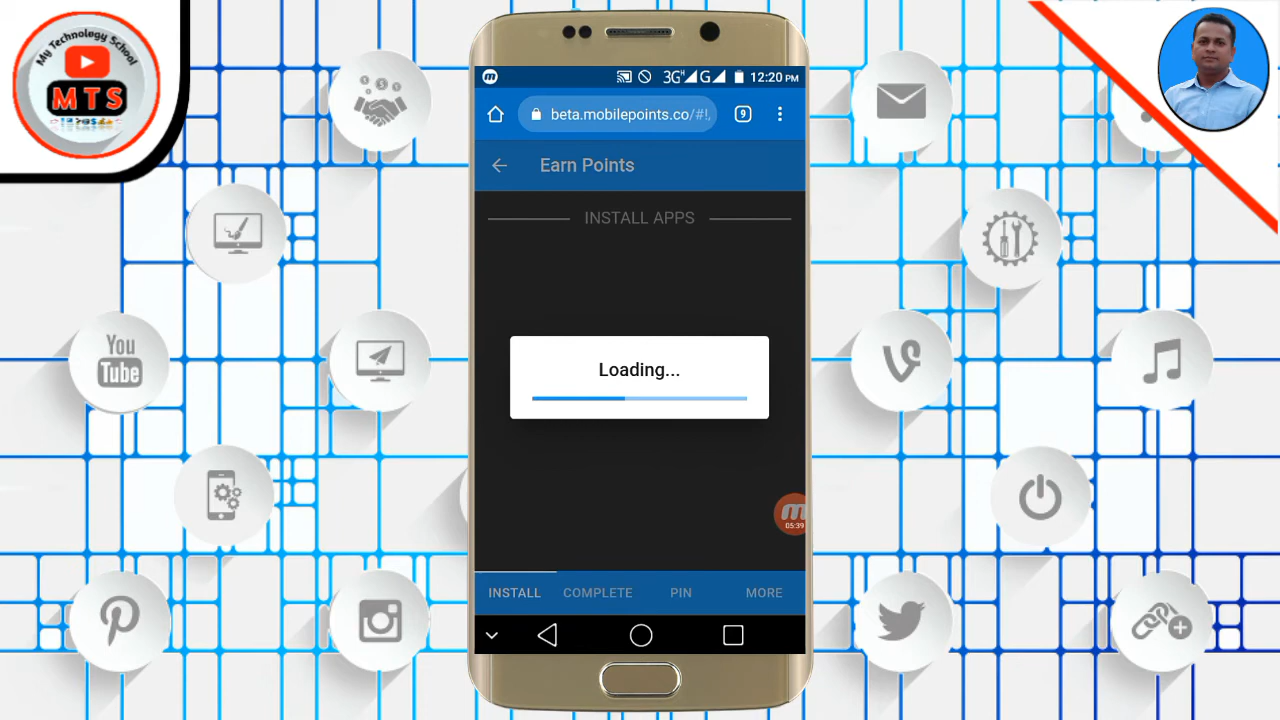 My Technology School
MTS
3G
H
G
12:20 PM
beta.mobilepoints.co/#!/
9
Earn Points
INSTALL APPS
Loading...
05:39
INSTALL
COMPLETE
PIN
MORE
You
Tube